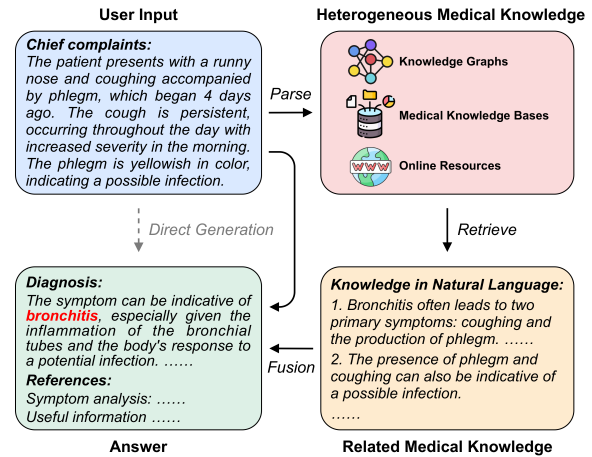 User Input
Chief complaints:
The patient presents with a runny
nose and coughing accompanied
by phlegm, which began 4 days
ago. The cough is persistent,
occurring throughout the day with
increased severity in the morning.
The phlegm is yellowish in color,
indicating a possible infection.
Parse
Heterogeneous Medical Knowledge
Knowledge Graphs
Medical Knowledge Bases
WWW
Online Resources
Direct Generation
Retrieve
Diagnosis:
The symptom can be indicative of
bronchitis, especially given the
inflammation of the bronchial
tubes and the body's response to
a potential infection. ……
References:
Symptom analysis: ……
Useful information ……
Answer
Fusion
Knowledge in Natural Language:
1. Bronchitis often leads to two
primary symptoms: coughing and
the production of phlegm. ……
2. The presence of phlegm and
coughing can also be indicative of
a possible infection.
……
Related Medical Knowledge